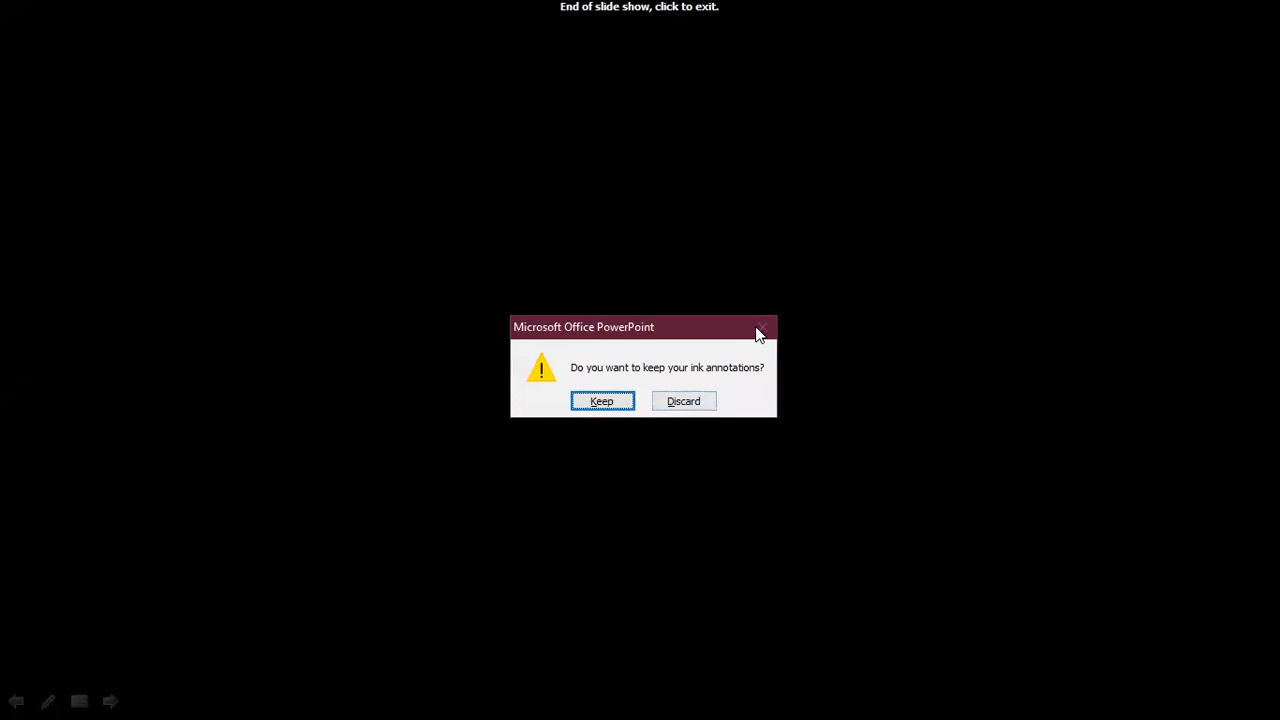 End of slide show, click to exit.
Microsoft Office PowerPoint
Do you want to keep your ink annotations?
Keep
Discard